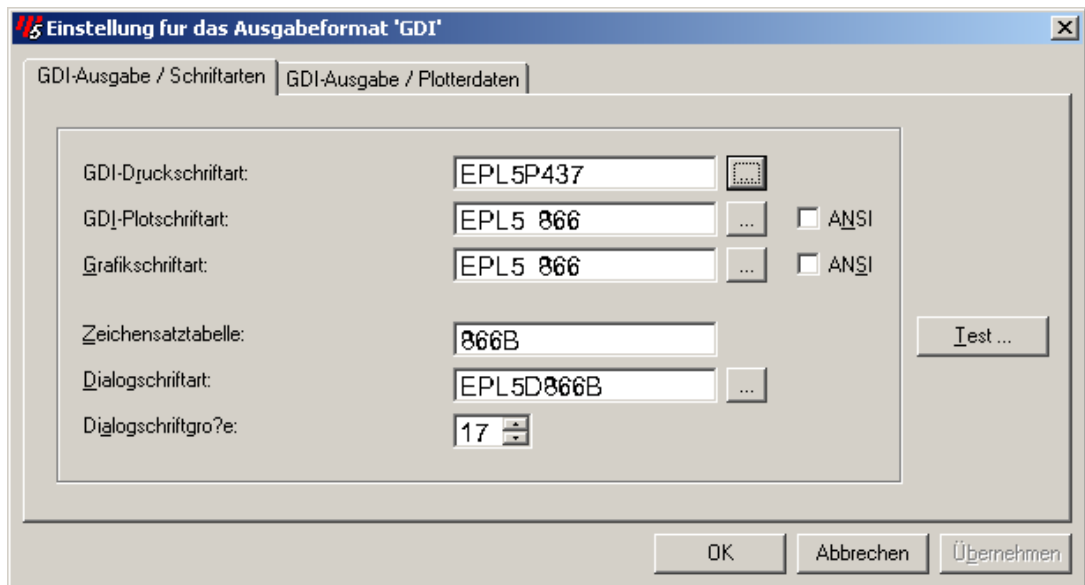 Einstellung fur das Ausgabeformat 'GDI'
GDI-Ausgabe / Schriftarten GDI-Ausgabe / Plotterdaten
GDI-Druckschriftart: EPL5P437 ...
GDI-Plotschriftart: EPL5 866 ... ANSI
Grafikschriftart: EPL5 866 ... ANSI
Zeichensatztabelle: 866B
Test ...
Dialogschriftart: EPL5D866B ...
Dialogschriftgro?e: 17
OK Abbrechen Übernehmen